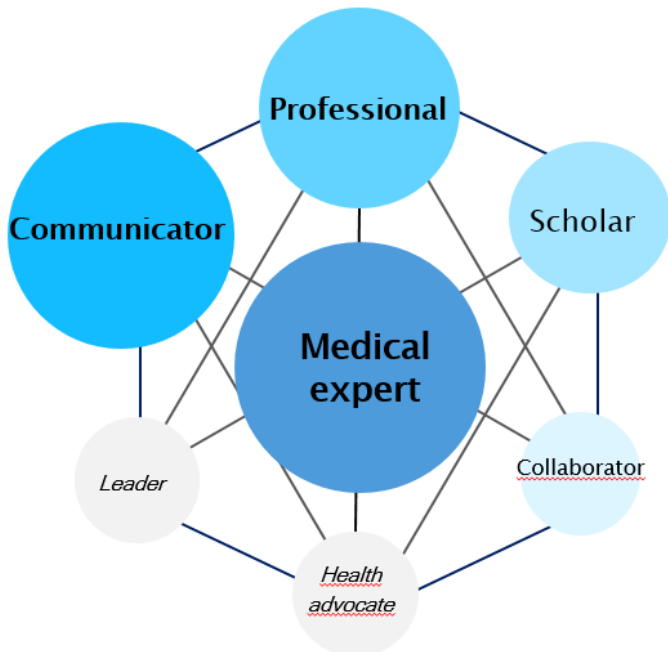 Professional
Communicator
Scholar
Medical
expert
Collaborator
Leader
Health
advocate